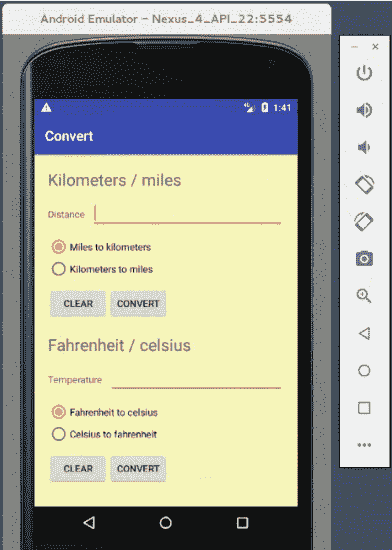 Android Emulator - Nexus_4_API_22:5554
1:41
Convert
Kilometers / miles
Distance
Miles to kilometers
Kilometers to miles
CLEAR CONVERT
Fahrenheit / celsius
Temperature
Fahrenheit to celsius
Celsius to fahrenheit
CLEAR CONVERT